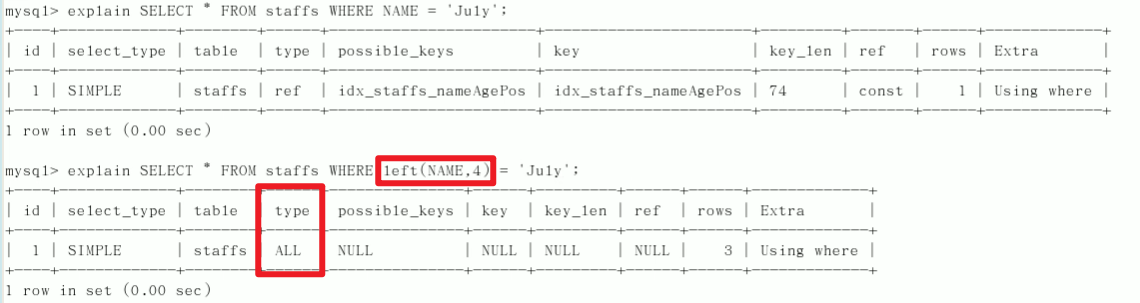 mysql> explain SELECT * FROM staffs WHERE NAME = 'July';
+----+-------------+--------+------+-----------------------+-----------------------+---------+-------+------+-------------+
| id | select_type | table | type | possible_keys | key | key_len | ref | rows | Extra |
+----+-------------+--------+------+-----------------------+-----------------------+---------+-------+------+-------------+
| 1 | SIMPLE | staffs | ref | idx_staffs_nameAgePos | idx_staffs_nameAgePos | 74 | const | 1 | Using where |
+----+-------------+--------+------+-----------------------+-----------------------+---------+-------+------+-------------+
1 row in set (0.00 sec)
mysql> explain SELECT * FROM staffs WHERE left(NAME,4) = 'July';
+----+-------------+--------+------+---------------+------+---------+------+------+-------------+
| id | select_type | table | type | possible_keys | key | key_len | ref | rows | Extra |
+----+-------------+--------+------+---------------+------+---------+------+------+-------------+
| 1 | SIMPLE | staffs | ALL | NULL | NULL | NULL | NULL | 3 | Using where |
+----+-------------+--------+------+---------------+------+---------+------+------+-------------+
1 row in set (0.00 sec)